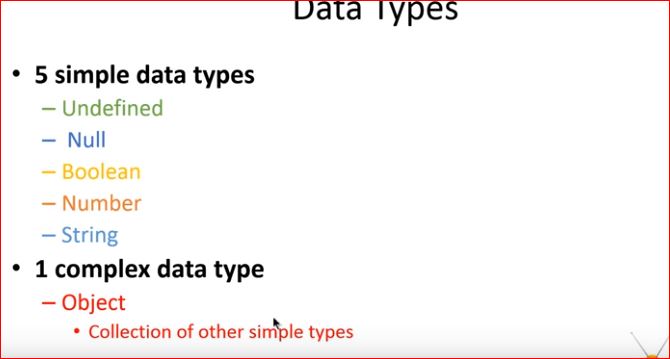 Data Types
• 5 simple data types
– Undefined
– Null
– Boolean
– Number
– String
• 1 complex data type
– Object
• Collection of other simple types